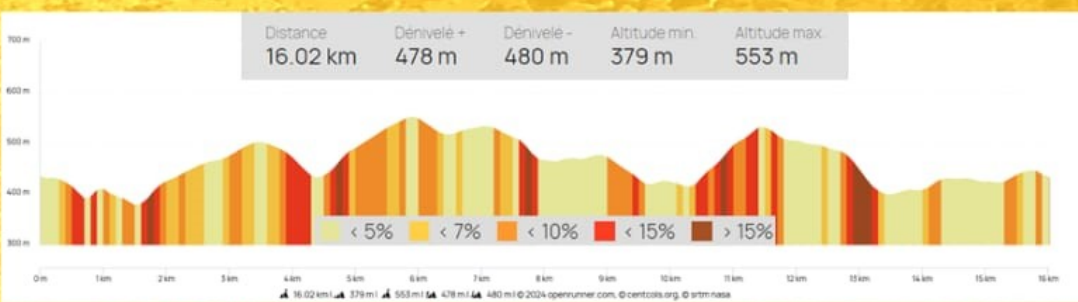 Distance Dénivelé + Dénivelé - Altitude min. Altitude max.
16.02 km 478 m 480 m 379 m 553 m
700 m
600 m
500 m
400 m
300 m
< 5% < 7% < 10% < 15% > 15%
0 m 1 km 2 km 3 km 4 km 5 km 6 km 7 km 8 km 9 km 10 km 11 km 12 km 13 km 14 km 15 km 16 km
16.02 km | 379 m | 553 m | 478 m | 480 m | © 2024 openrunner.com, © centcols.org, © srtm nasa